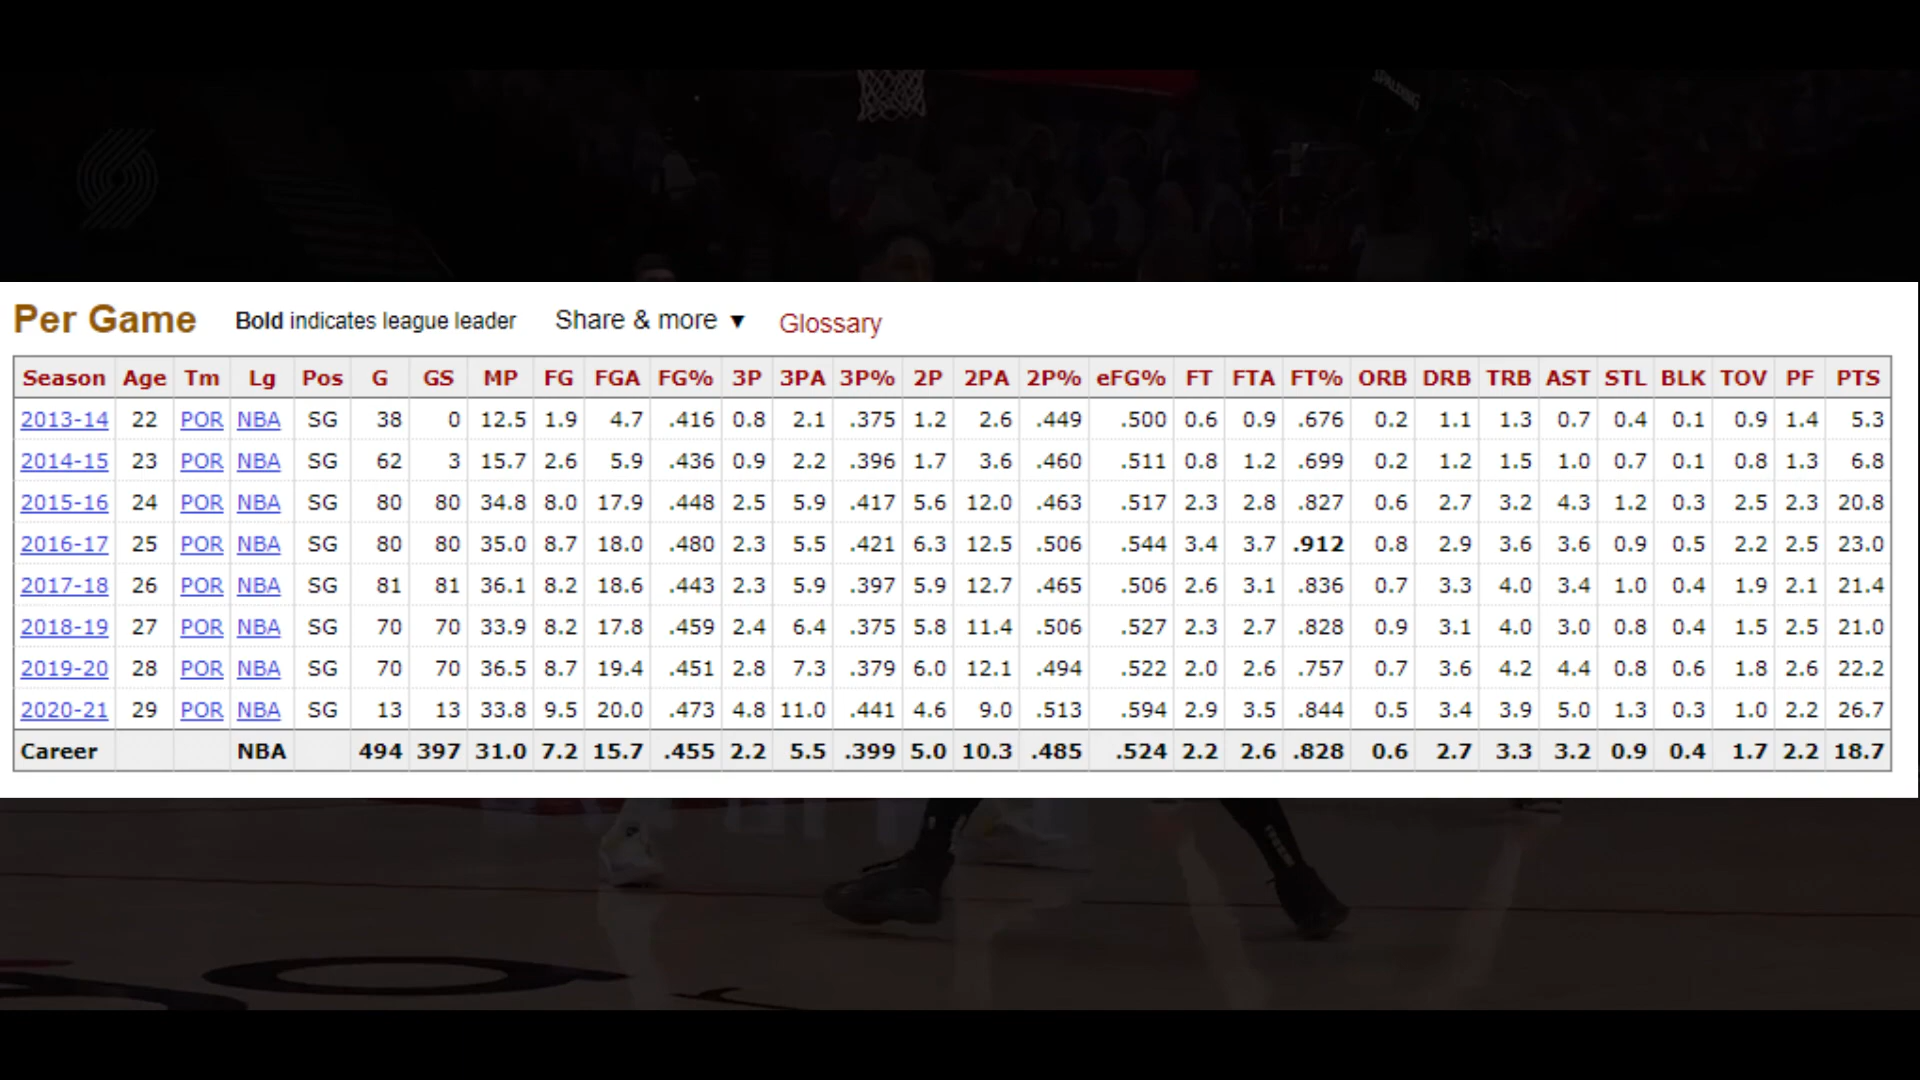 SPALDING
Per Game Bold indicates league leader Share & more ▼ Glossary
Season Age Tm Lg Pos G GS MP FG FGA FG% 3P 3PA 3P% 2P 2PA 2P% eFG% FT FTA FT% ORB DRB TRB AST STL BLK TOV PF PTS
2013-14 22 POR NBA SG 38 0 12.5 1.9 4.7 .416 0.8 2.1 .375 1.2 2.6 .449 .500 0.6 0.9 .676 0.2 1.1 1.3 0.7 0.4 0.1 0.9 1.4 5.3
2014-15 23 POR NBA SG 62 3 15.7 2.6 5.9 .436 0.9 2.2 .396 1.7 3.6 .460 .511 0.8 1.2 .699 0.2 1.2 1.5 1.0 0.7 0.1 0.8 1.3 6.8
2015-16 24 POR NBA SG 80 80 34.8 8.0 17.9 .448 2.5 5.9 .417 5.6 12.0 .463 .517 2.3 2.8 .827 0.6 2.7 3.2 4.3 1.2 0.3 2.5 2.3 20.8
2016-17 25 POR NBA SG 80 80 35.0 8.7 18.0 .480 2.3 5.5 .421 6.3 12.5 .506 .544 3.4 3.7 .912 0.8 2.9 3.6 3.6 0.9 0.5 2.2 2.5 23.0
2017-18 26 POR NBA SG 81 81 36.1 8.2 18.6 .443 2.3 5.9 .397 5.9 12.7 .465 .506 2.6 3.1 .836 0.7 3.3 4.0 3.4 1.0 0.4 1.9 2.1 21.4
2018-19 27 POR NBA SG 70 70 33.9 8.2 17.8 .459 2.4 6.4 .375 5.8 11.4 .506 .527 2.3 2.7 .828 0.9 3.1 4.0 3.0 0.8 0.4 1.5 2.5 21.0
2019-20 28 POR NBA SG 70 70 36.5 8.7 19.4 .451 2.8 7.3 .379 6.0 12.1 .494 .522 2.0 2.6 .757 0.7 3.6 4.2 4.4 0.8 0.6 1.8 2.6 22.2
2020-21 29 POR NBA SG 13 13 33.8 9.5 20.0 .473 4.8 11.0 .441 4.6 9.0 .513 .594 2.9 3.5 .844 0.5 3.4 3.9 5.0 1.3 0.3 1.0 2.2 26.7
Career NBA 494 397 31.0 7.2 15.7 .455 2.2 5.5 .399 5.0 10.3 .485 .524 2.2 2.6 .828 0.6 2.7 3.3 3.2 0.9 0.4 1.7 2.2 18.7